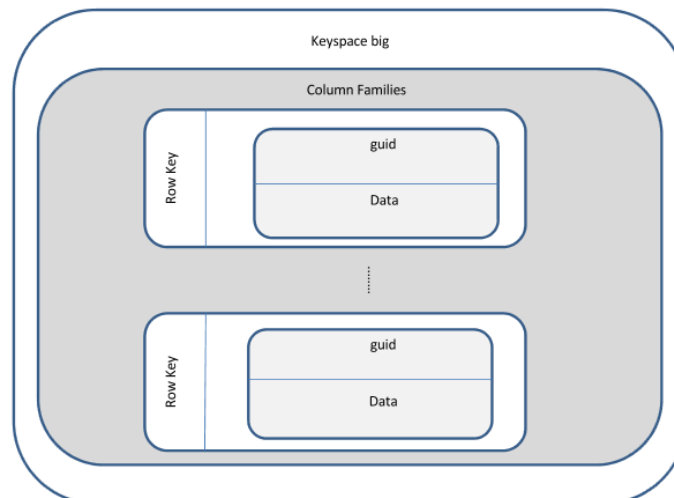 Keyspace big
Column Families
Row Key
guid
Data
Row Key
guid
Data